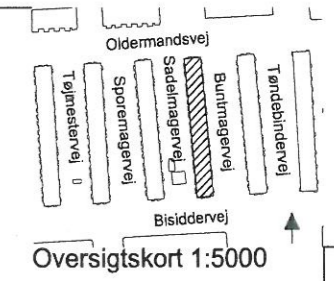 Oldermandsvej
Tøjmestervej
Sporemagervej
Sadelmagervej
Buntmagervej
Tøndebindervej
Bisiddervej
Oversigtskort 1:5000